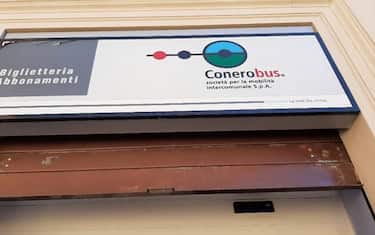 Biglietteria
Abbonamenti
Conerobus.
società per la mobilità
intercomunale S.p.A.